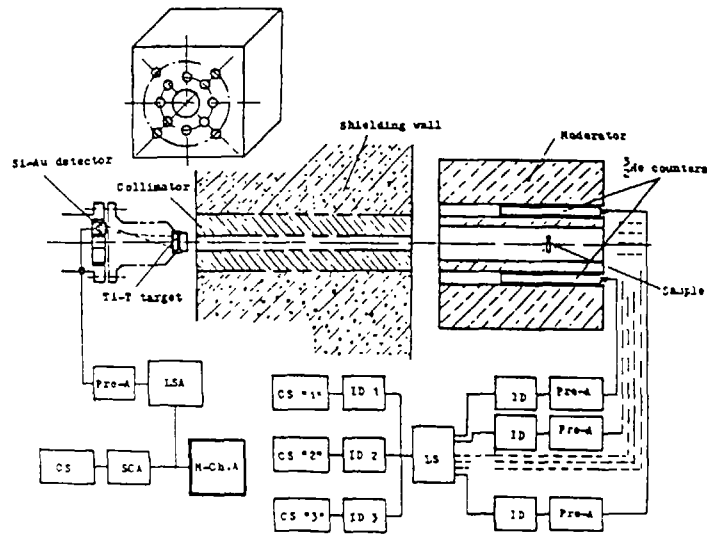 Shielding wall
Moderator
Si-Au detector
Collimator
He counters
Ti-T target
Sample
Pre-A
LSA
CS "1"
ID 1
ID
Pre-A
CS "2"
ID 2
LS
ID
Pre-A
CS
SCA
M-Ch.A
CS "3"
ID 3
ID
Pre-A